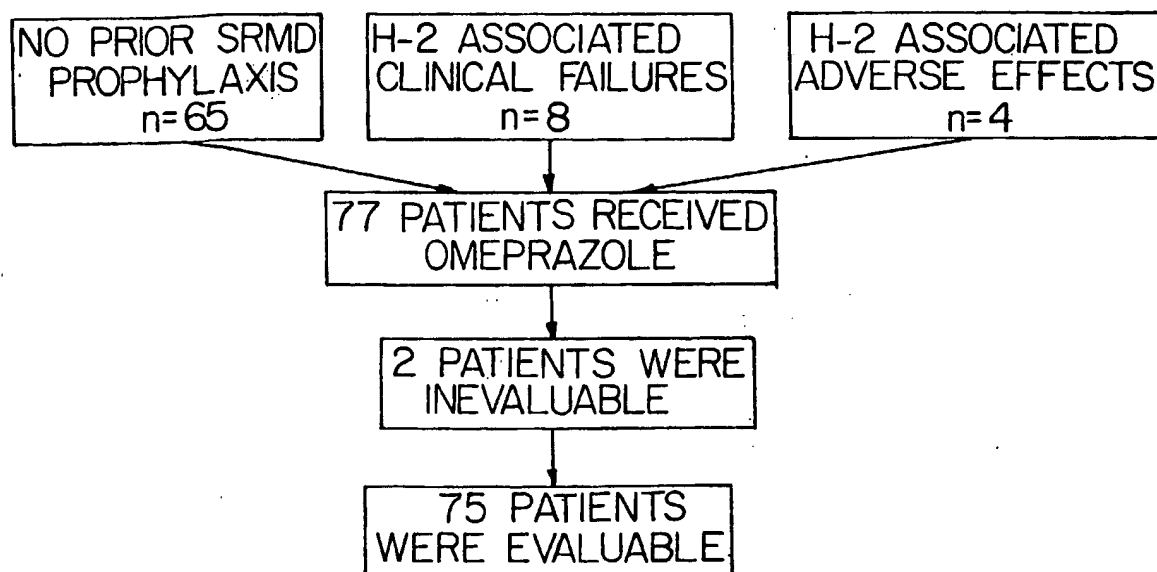 NO PRIOR SRMD
PROPHYLAXIS
n=65
H-2 ASSOCIATED
CLINICAL FAILURES
n=8
H-2 ASSOCIATED
ADVERSE EFFECTS
n=4
77 PATIENTS RECEIVED
OMEPRAZOLE
2 PATIENTS WERE
INEVALUABLE
75 PATIENTS
WERE EVALUABLE